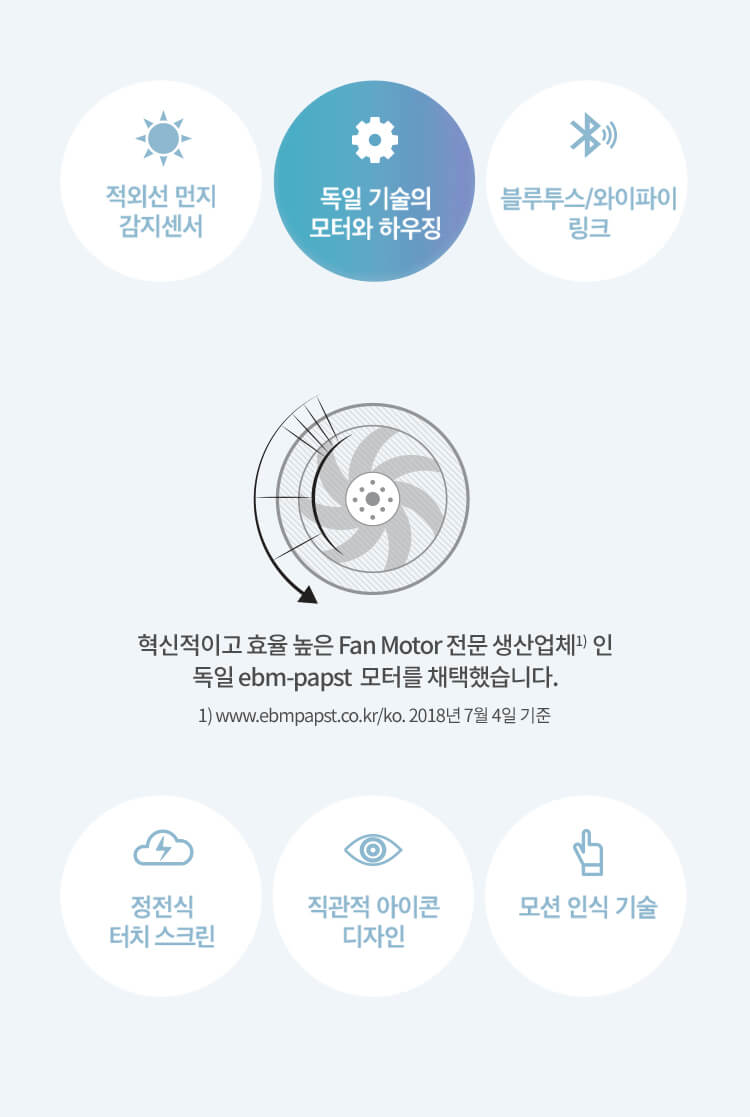 적외선 먼지
감지센서
독일 기술의
모터와 하우징
블루투스/와이파이
링크
혁신적이고 효율 높은 Fan Motor 전문 생산업체1) 인
독일 ebm-papst 모터를 채택했습니다.
1) www.ebmpapst.co.kr/ko. 2018년 7월 4일 기준
정전식
터치 스크린
직관적 아이콘
디자인
모션 인식 기술